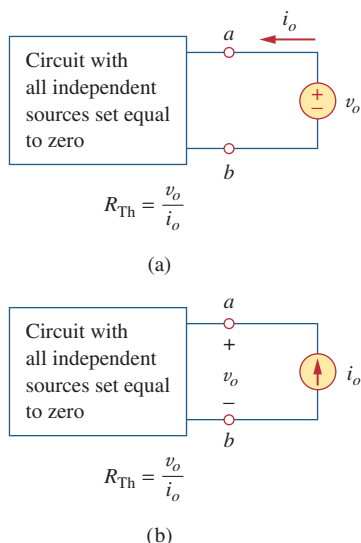 i_o
a
Circuit with
all independent
sources set equal
to zero
+
−
v_o
b
R_Th = v_o / i_o
(a)
a
Circuit with
all independent
sources set equal
to zero
+
v_o
−
i_o
b
R_Th = v_o / i_o
(b)